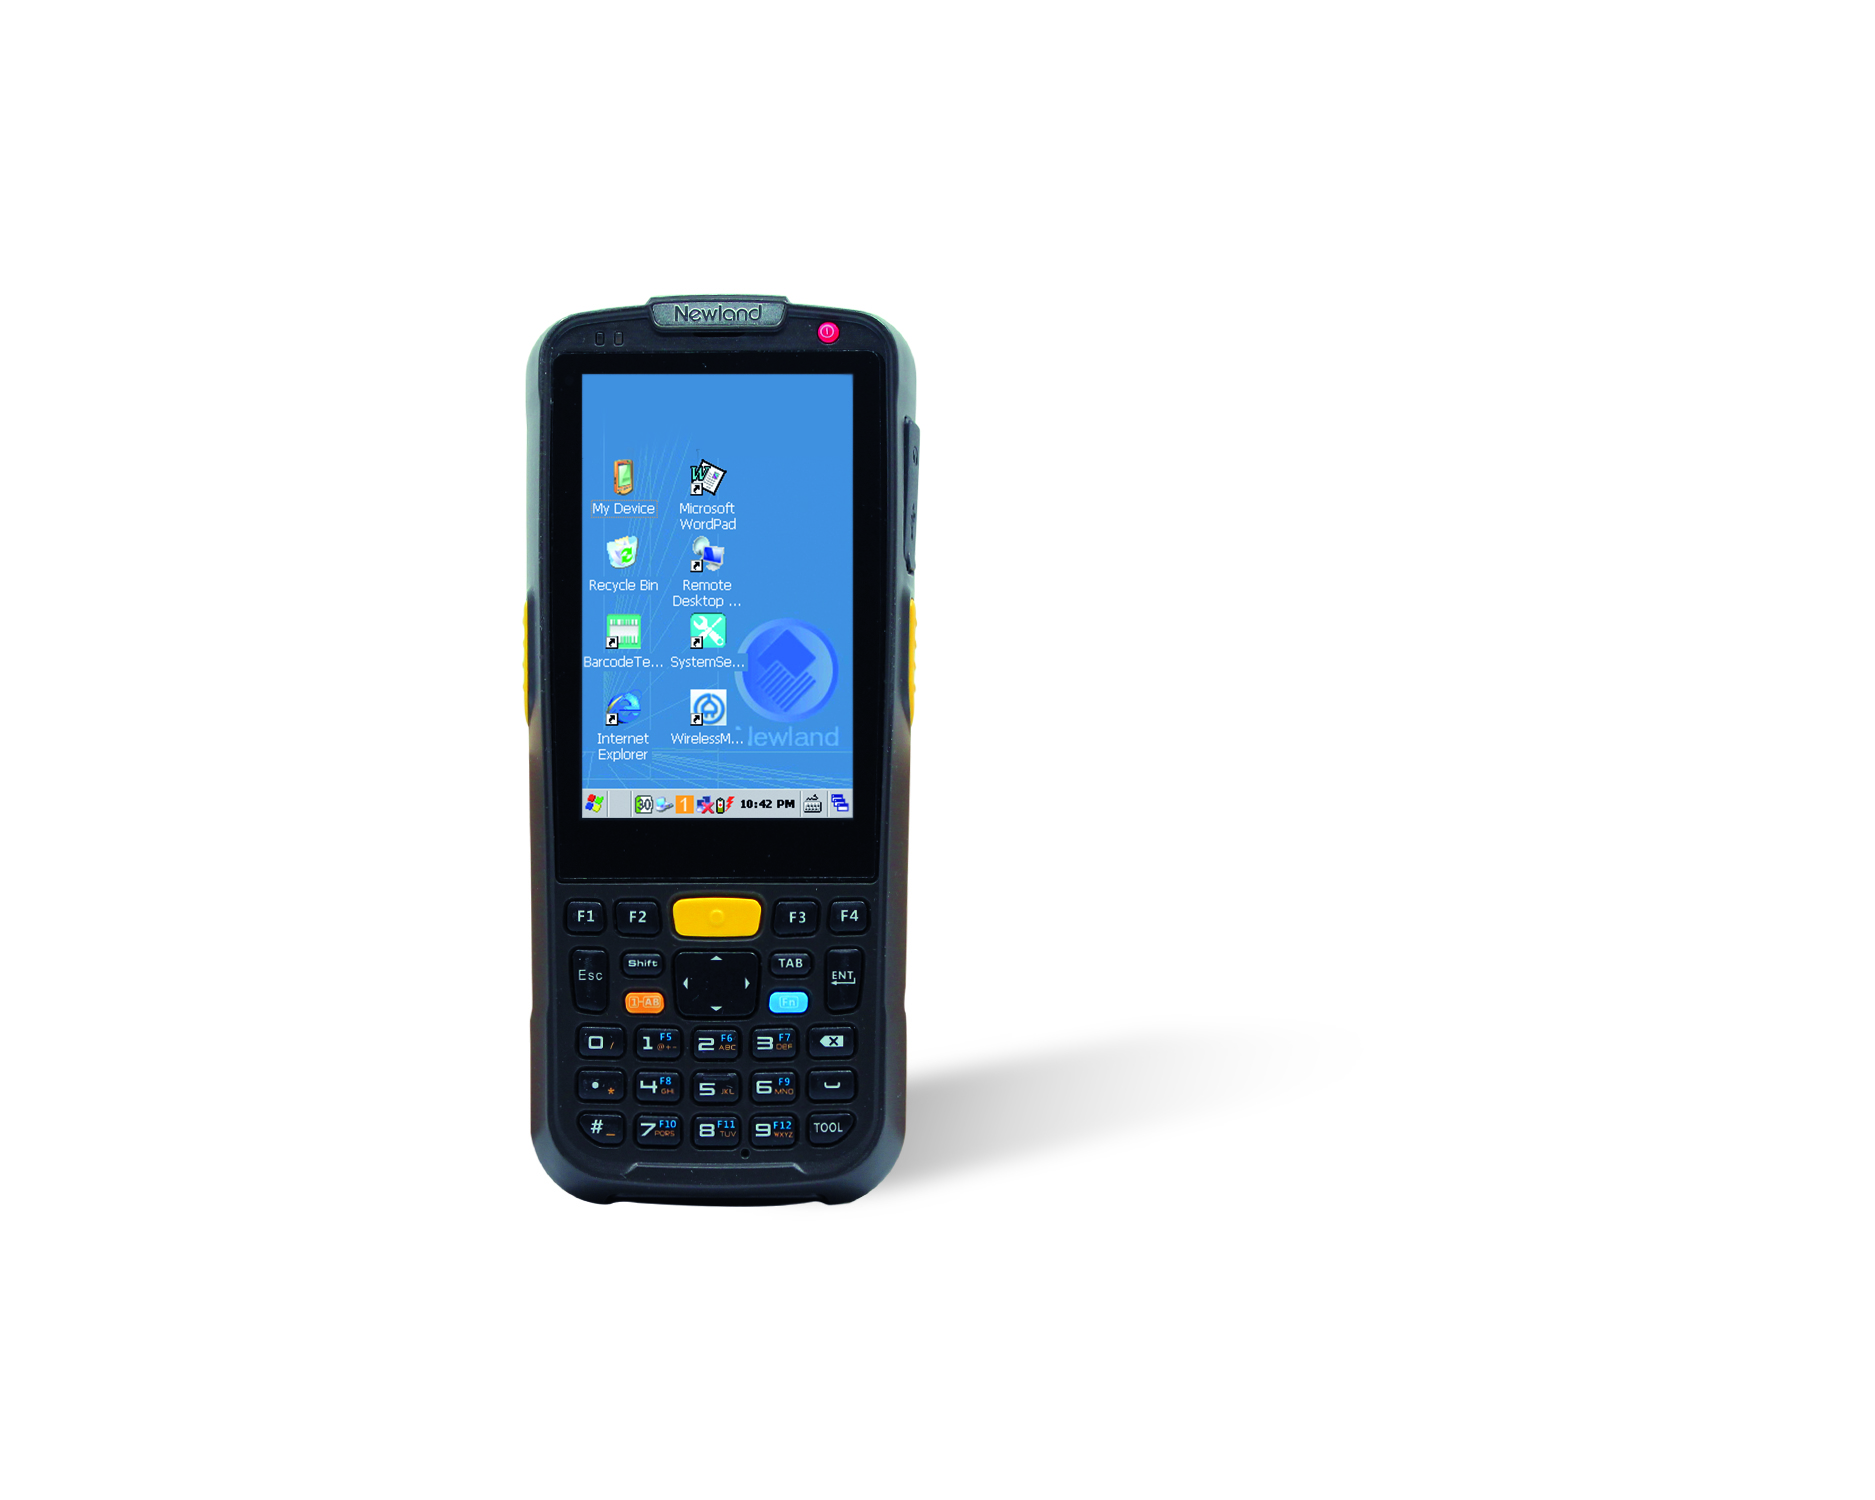 Newland
My Device
Microsoft
WordPad
Recycle Bin
Remote
Desktop ...
BarcodeTe...
SystemSe...
Internet
Explorer
WirelessM...
lewland
30
1
10:42 PM
F1 F2 F3 F4
Esc Shift TAB ENT
1-AB Fn
0 / 1 F5 @+- 2 F6 ABC 3 F7 DEF
. * 4 F8 GHI 5 JKL 6 F9 MNO
# _ 7 F10 PQRS 8 F11 TUV 9 F12 WXYZ TOOL